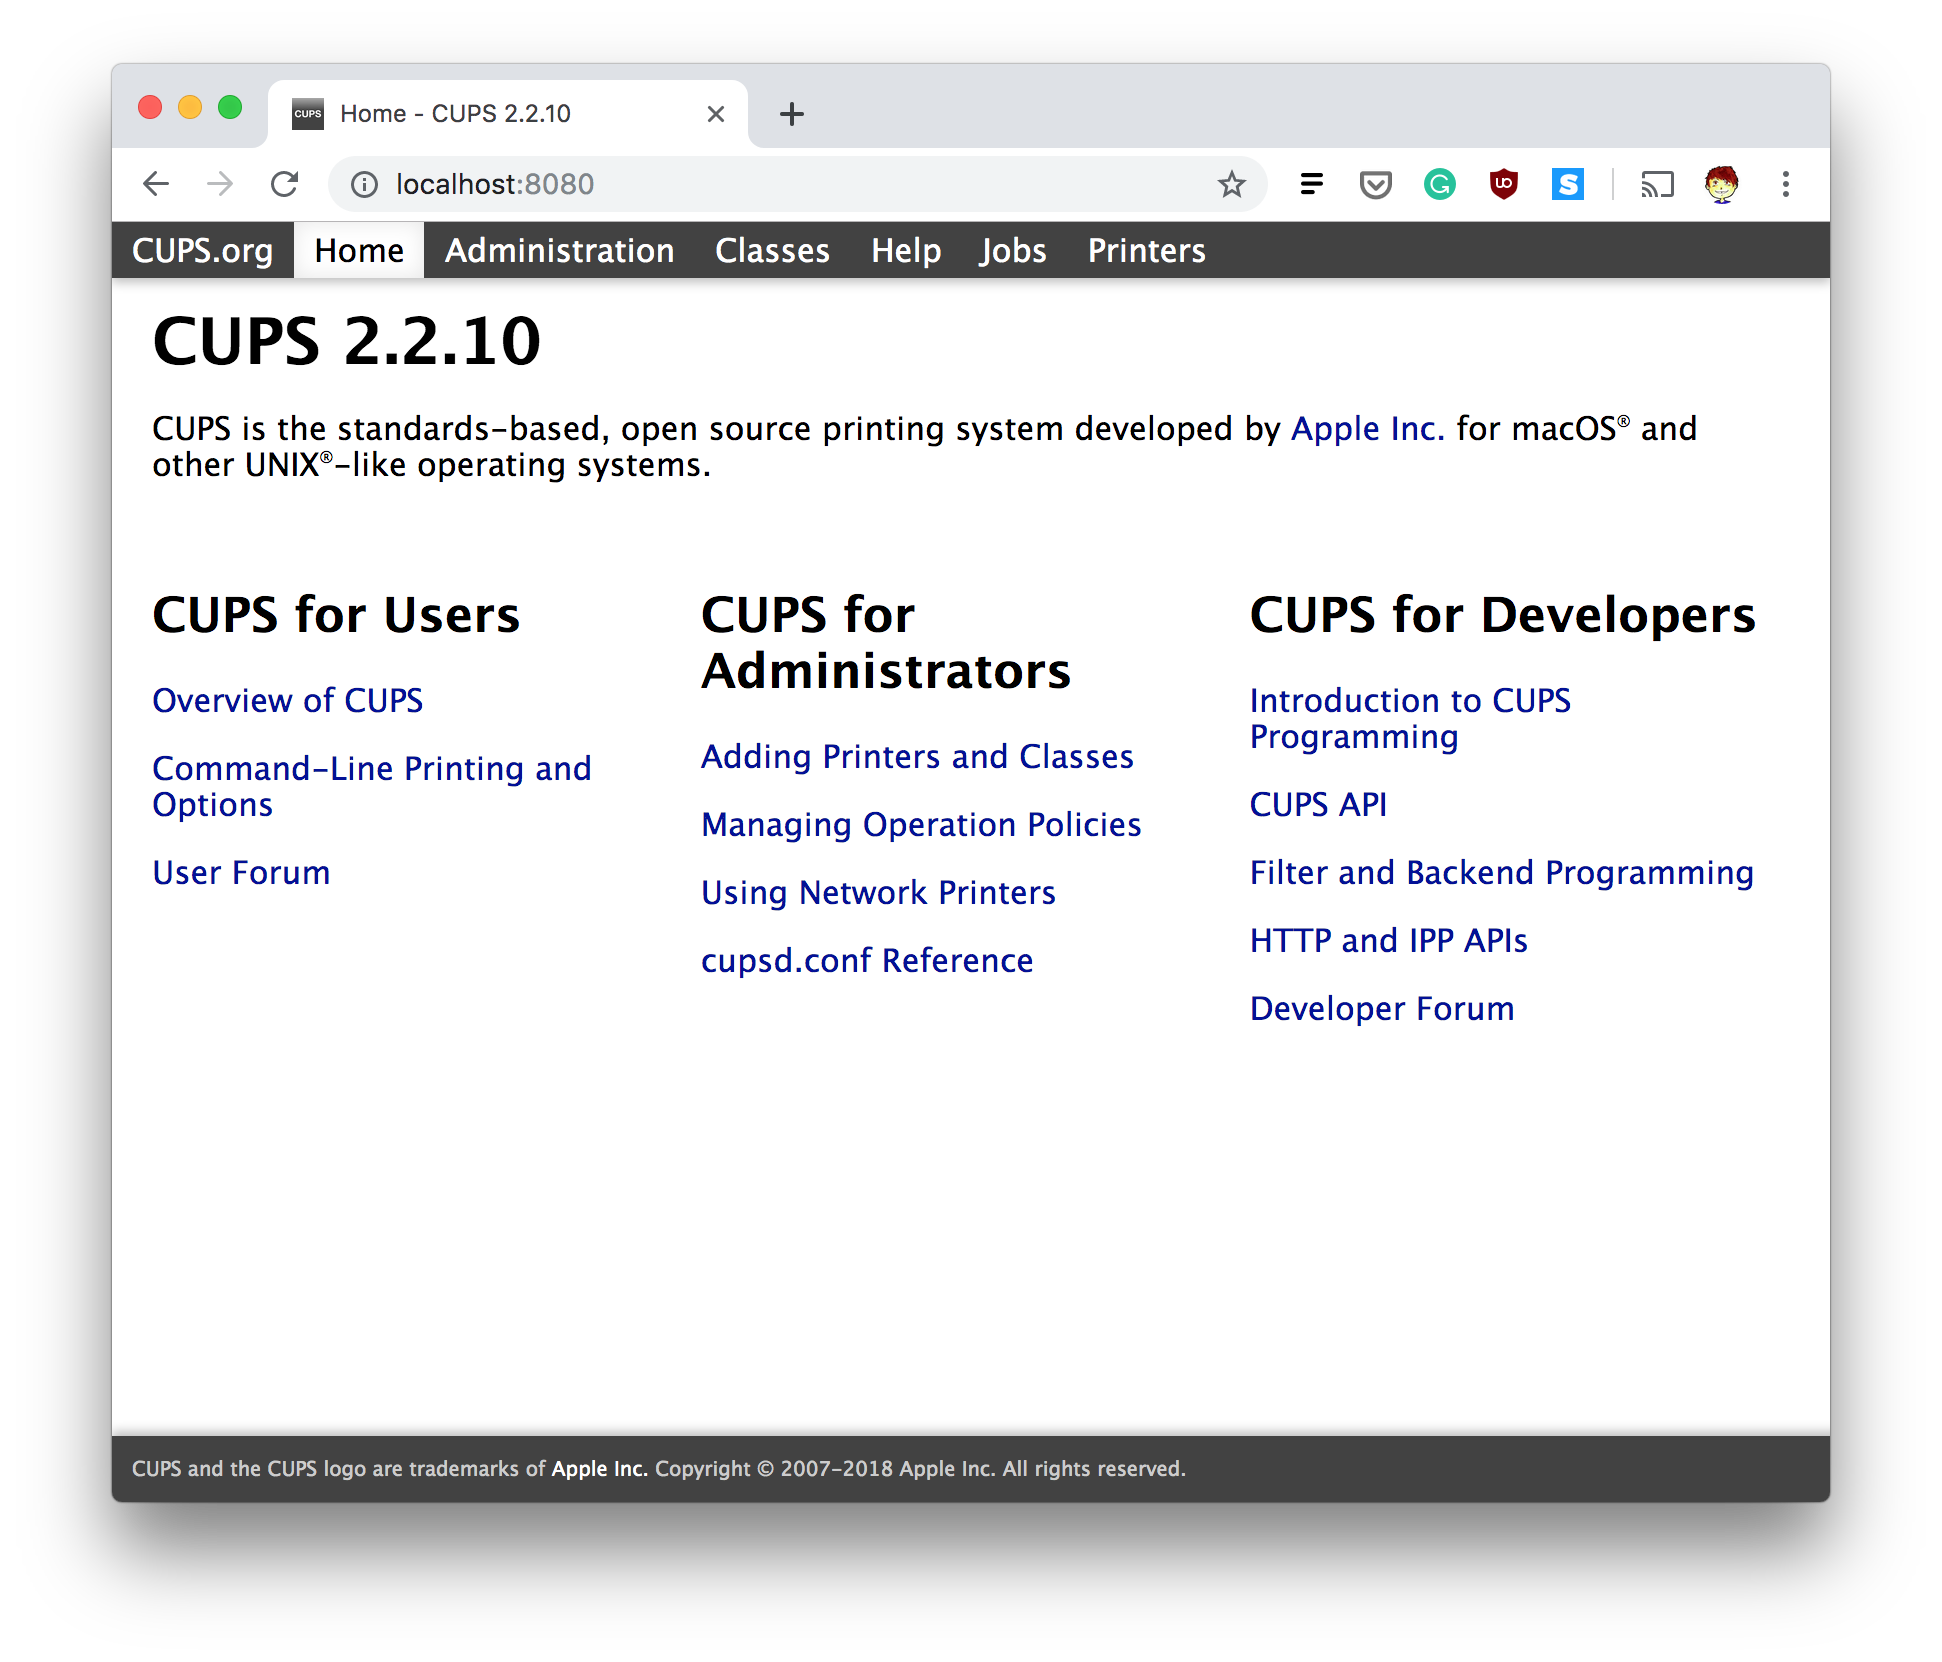 CUPS Home - CUPS 2.2.10
localhost:8080
CUPS.org Home Administration Classes Help Jobs Printers
CUPS 2.2.10
CUPS is the standards-based, open source printing system developed by Apple Inc. for macOS® and
other UNIX®-like operating systems.
CUPS for Users
Overview of CUPS
Command-Line Printing and
Options
User Forum
CUPS for
Administrators
Adding Printers and Classes
Managing Operation Policies
Using Network Printers
cupsd.conf Reference
CUPS for Developers
Introduction to CUPS
Programming
CUPS API
Filter and Backend Programming
HTTP and IPP APIs
Developer Forum
CUPS and the CUPS logo are trademarks of Apple Inc. Copyright © 2007-2018 Apple Inc. All rights reserved.